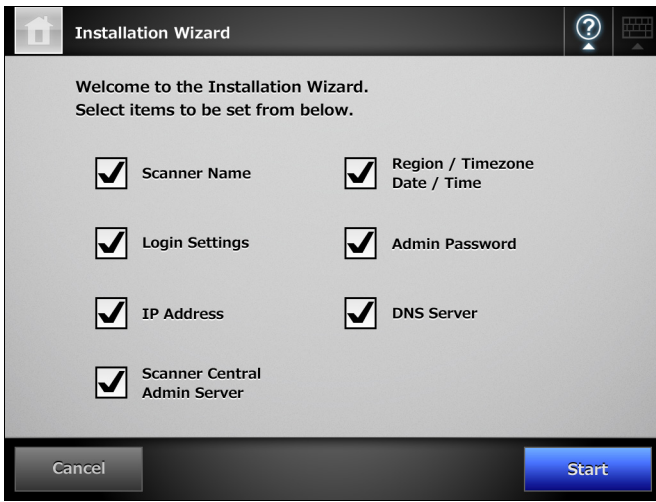 Installation Wizard
?
Welcome to the Installation Wizard.
Select items to be set from below.
Scanner Name
Region / Timezone
Date / Time
Login Settings
Admin Password
IP Address
DNS Server
Scanner Central
Admin Server
Cancel
Start